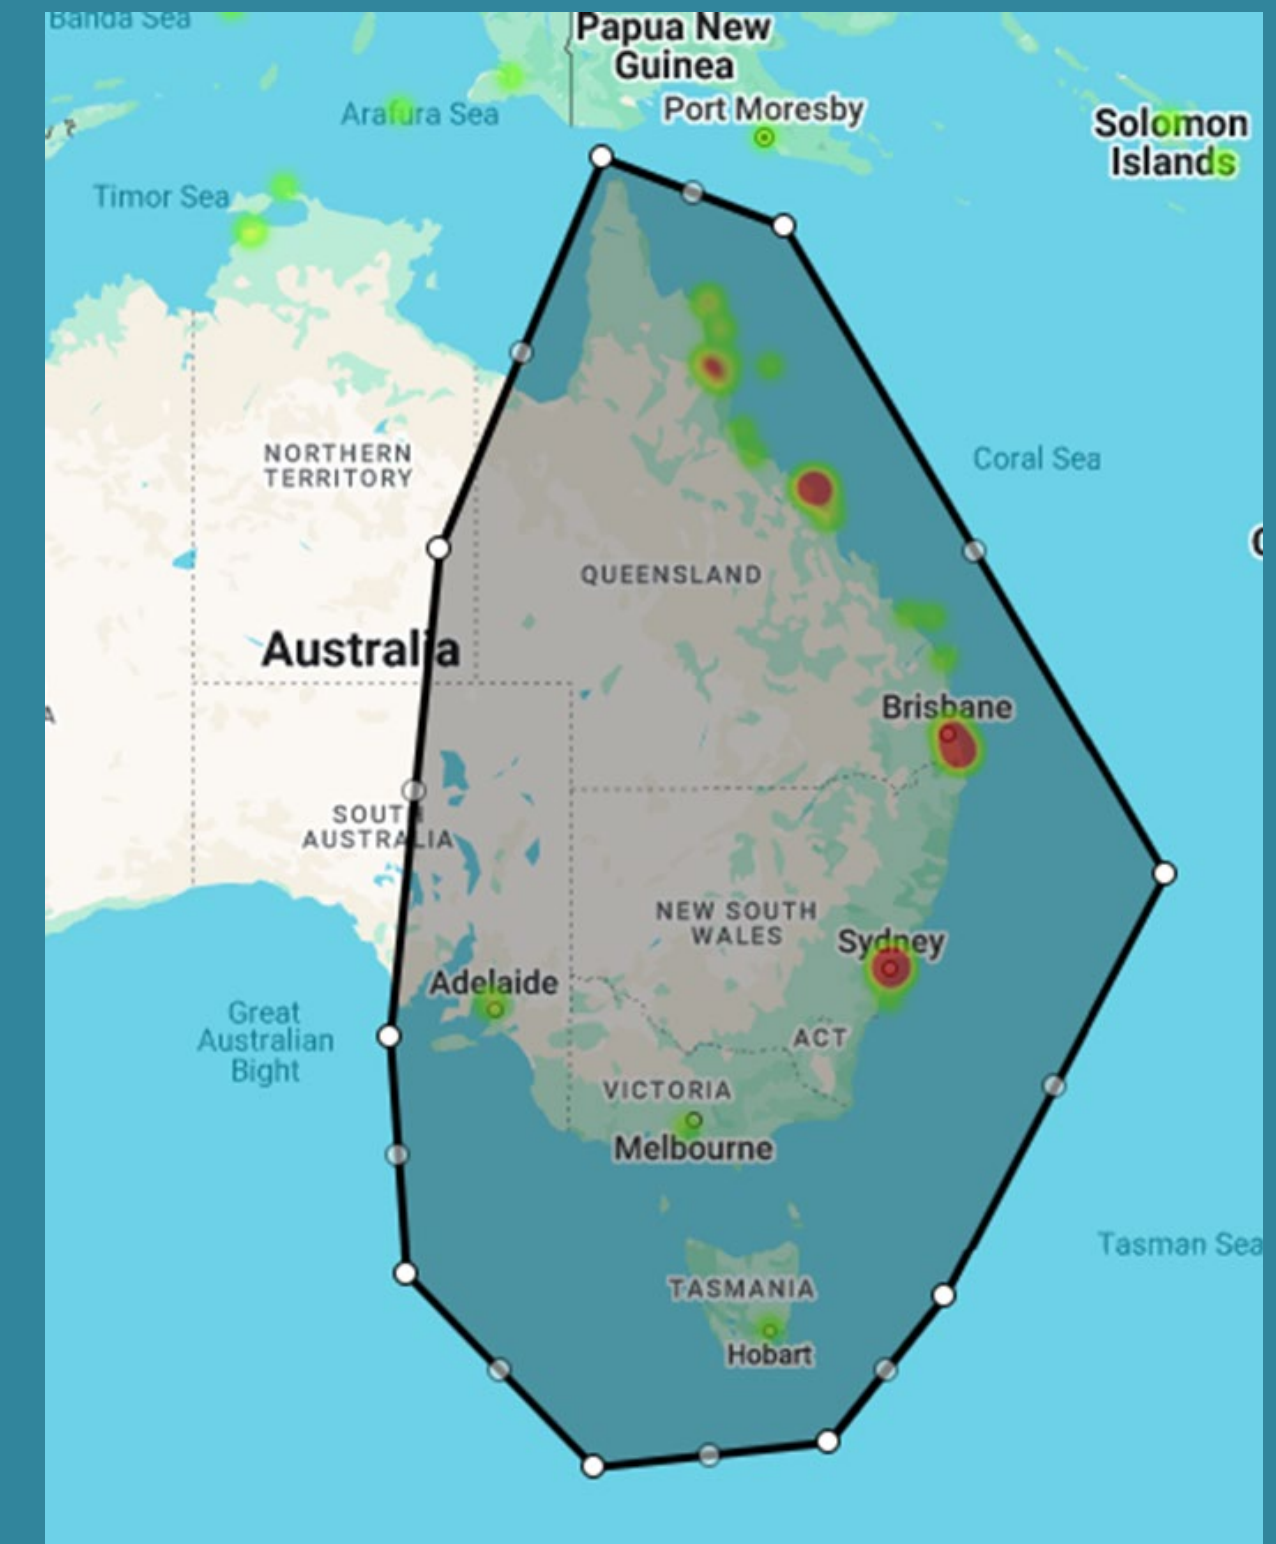 Banda Sea
Papua New
Guinea
Arafura Sea
Port Moresby
Solomon
Islands
Timor Sea
NORTHERN
TERRITORY
Coral Sea
QUEENSLAND
Australia
Brisbane
SOUTH
AUSTRALIA
NEW SOUTH
WALES
Sydney
Adelaide
Great
Australian
Bight
ACT
VICTORIA
Melbourne
Tasman Sea
TASMANIA
Hobart